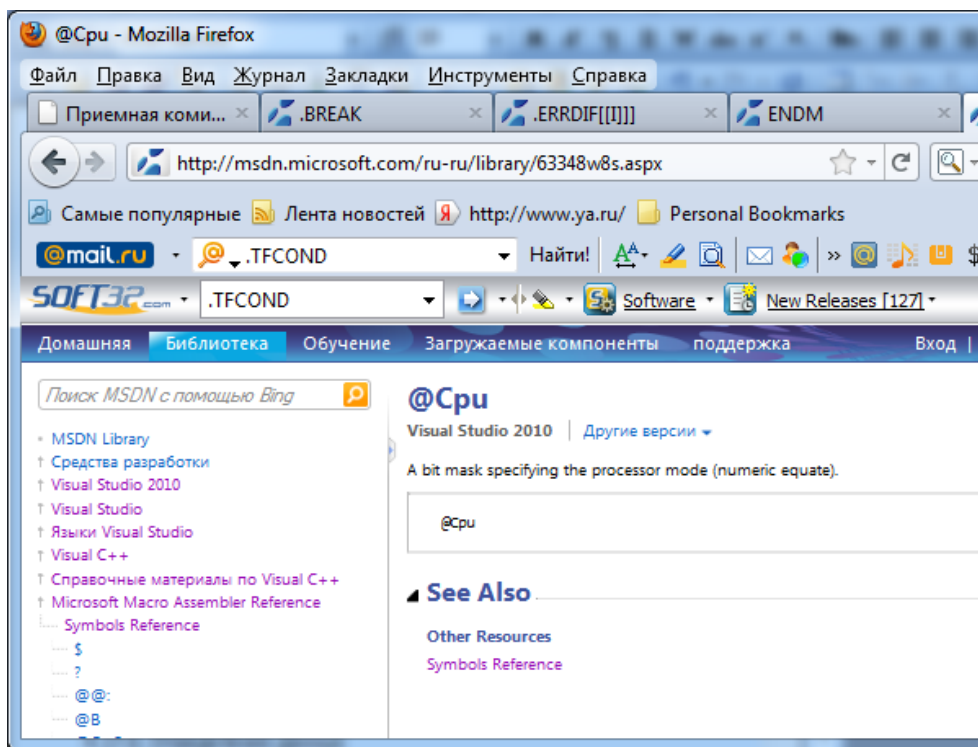 @Cpu - Mozilla Firefox
Файл Правка Вид Журнал Закладки Инструменты Справка
Приемная коми... × .BREAK × .ERRDIF[[I]]] × ENDM ×
http://msdn.microsoft.com/ru-ru/library/63348w8s.aspx
Самые популярные Лента новостей Я http://www.ya.ru/ Personal Bookmarks
@mail.ru .TFCOND Найти! »
SOFT32.com .TFCOND Software New Releases [127]
Домашняя Библиотека Обучение Загружаемые компоненты поддержка Вход |
Поиск MSDN с помощью Bing
MSDN Library
Средства разработки
Visual Studio 2010
Visual Studio
Языки Visual Studio
Visual C++
Справочные материалы по Visual C++
Microsoft Macro Assembler Reference
Symbols Reference
$
?
@@:
@B
@Cpu
Visual Studio 2010 | Другие версии
A bit mask specifying the processor mode (numeric equate).
@Cpu
See Also
Other Resources
Symbols Reference